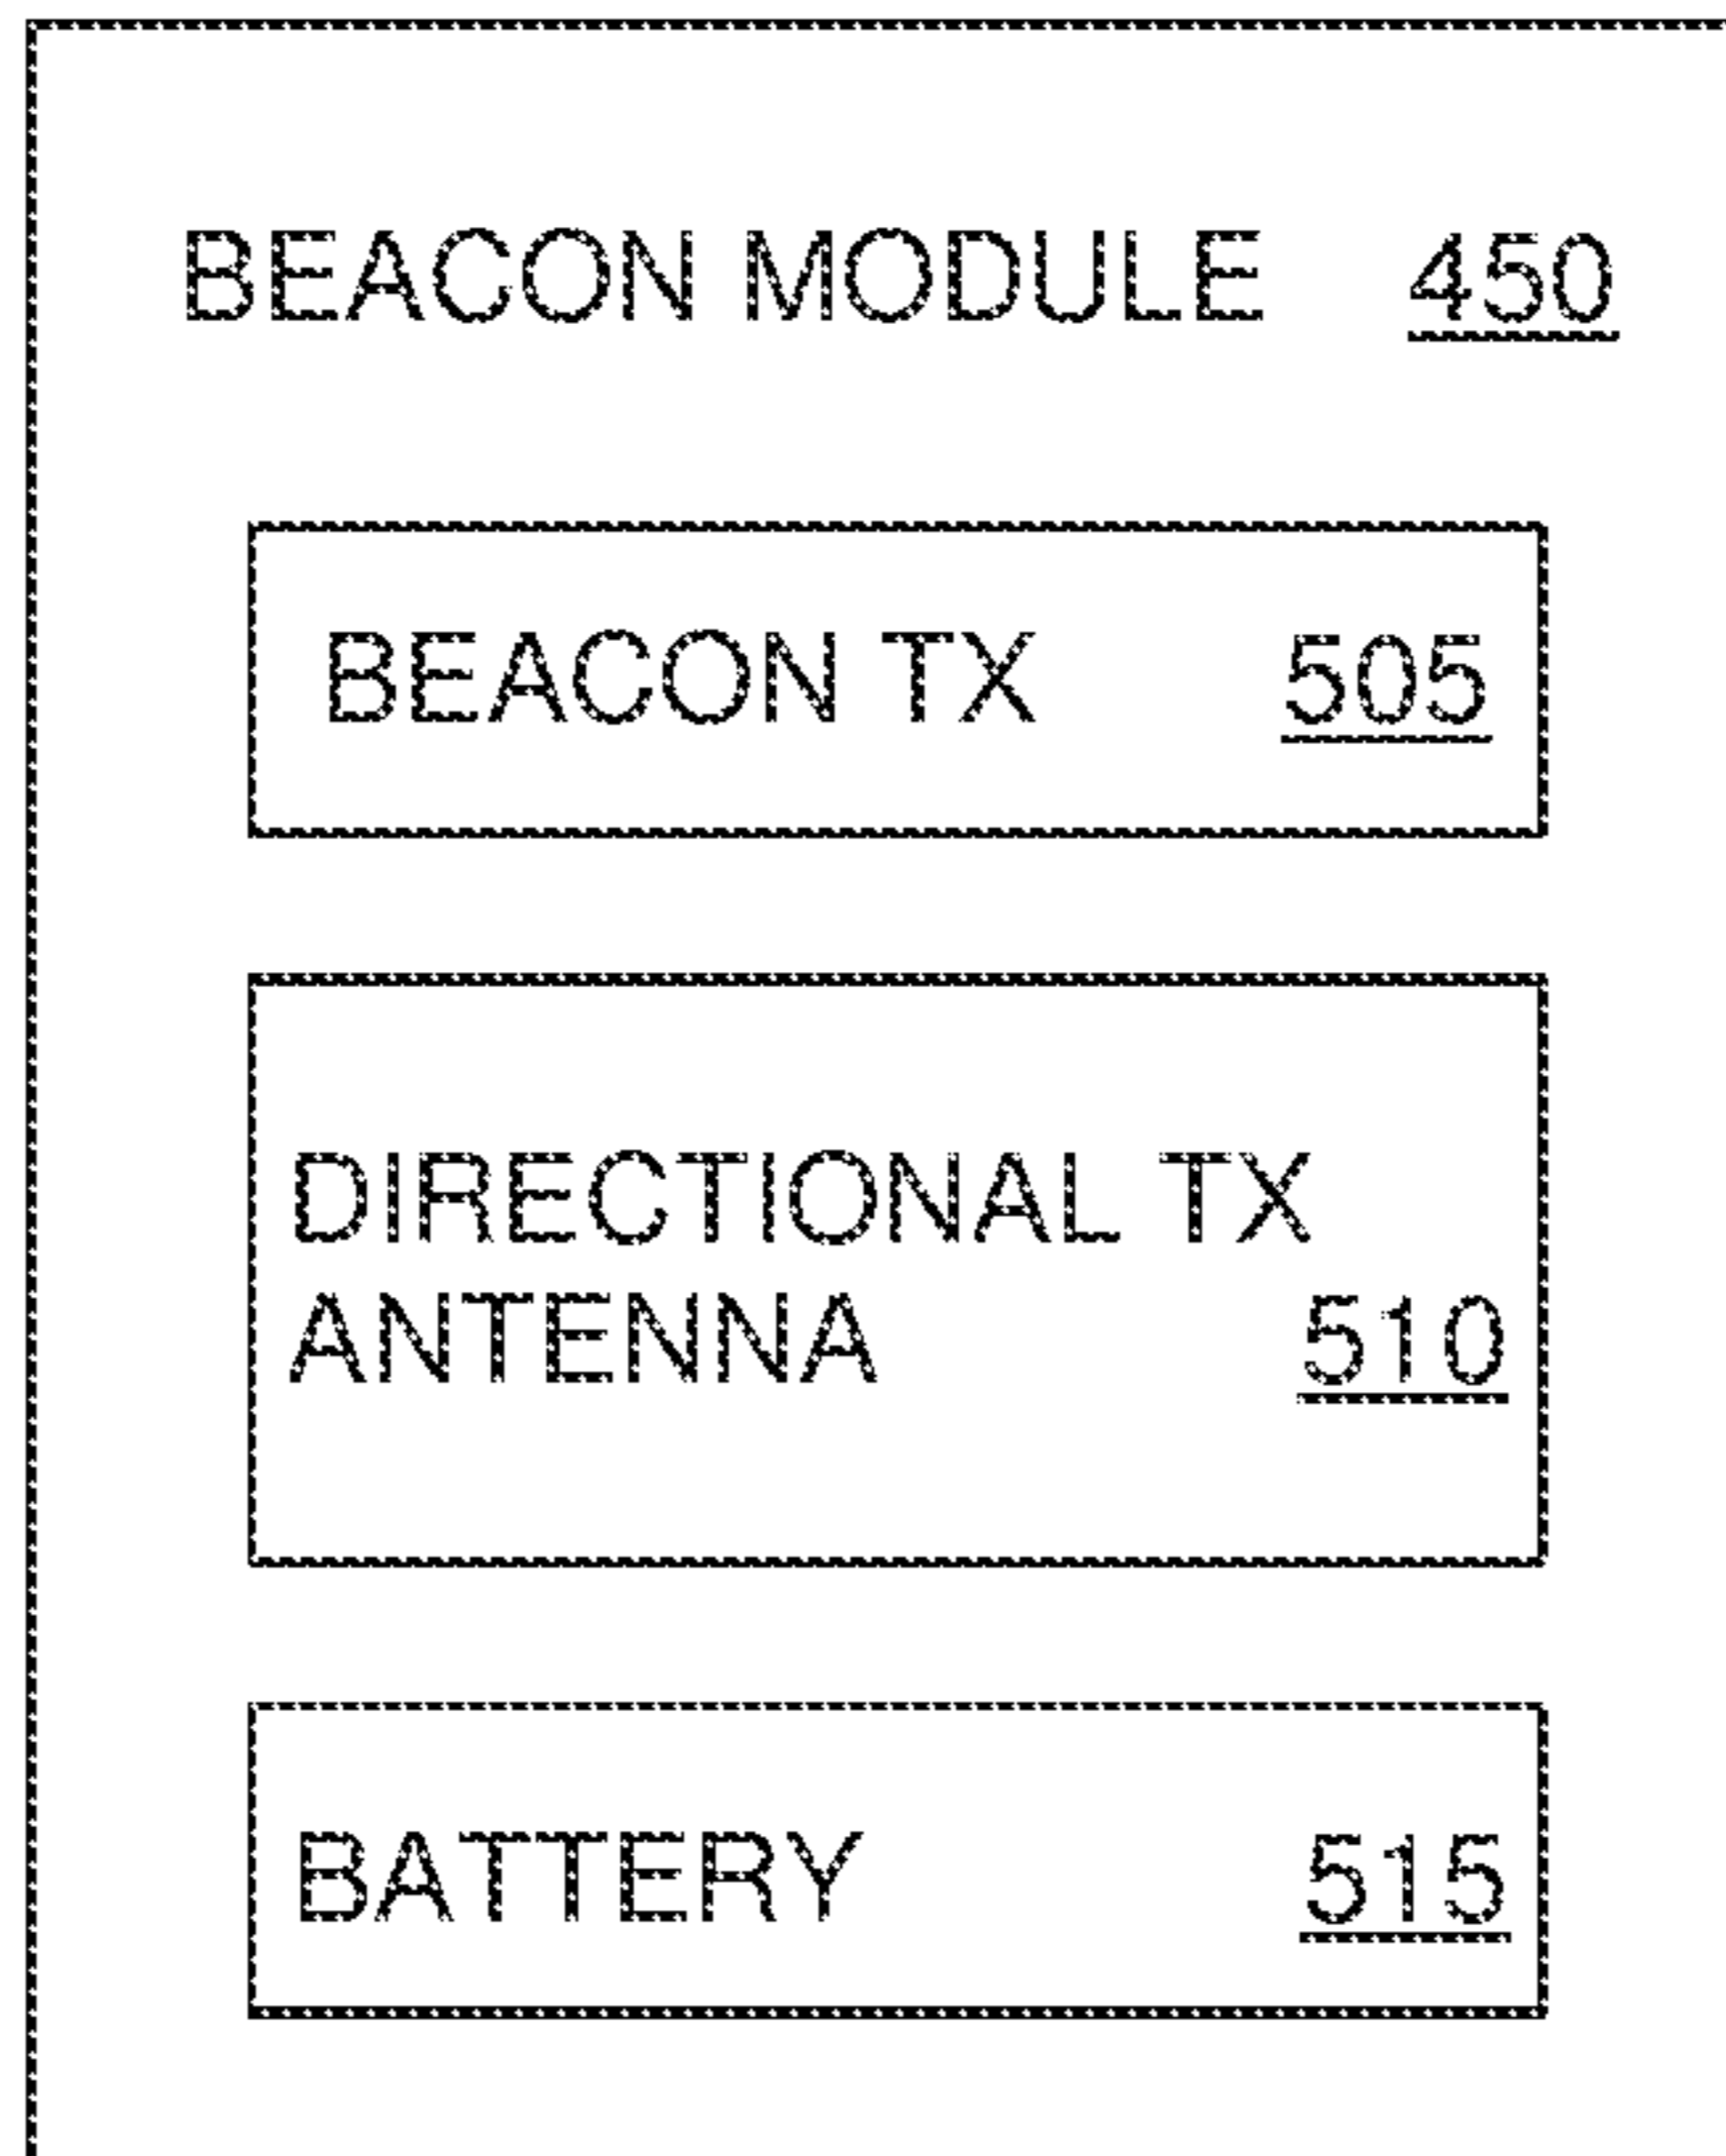 BEACON MODULE 450
BEACON TX 505
DIRECTIONAL TX
ANTENNA 510
BATTERY 515